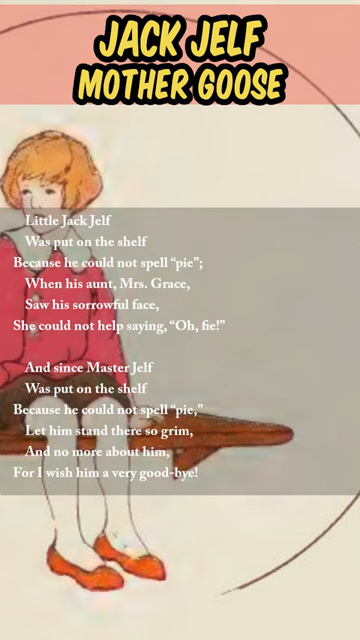 JACK JELF
MOTHER GOOSE
Little Jack Jelf
Was put on the shelf
Because he could not spell “pie”;
When his aunt, Mrs. Grace,
Saw his sorrowful face,
She could not help saying, “Oh, fie!”
And since Master Jelf
Was put on the shelf
Because he could not spell “pie,”
Let him stand there so grim,
And no more about him,
For I wish him a very good-bye!